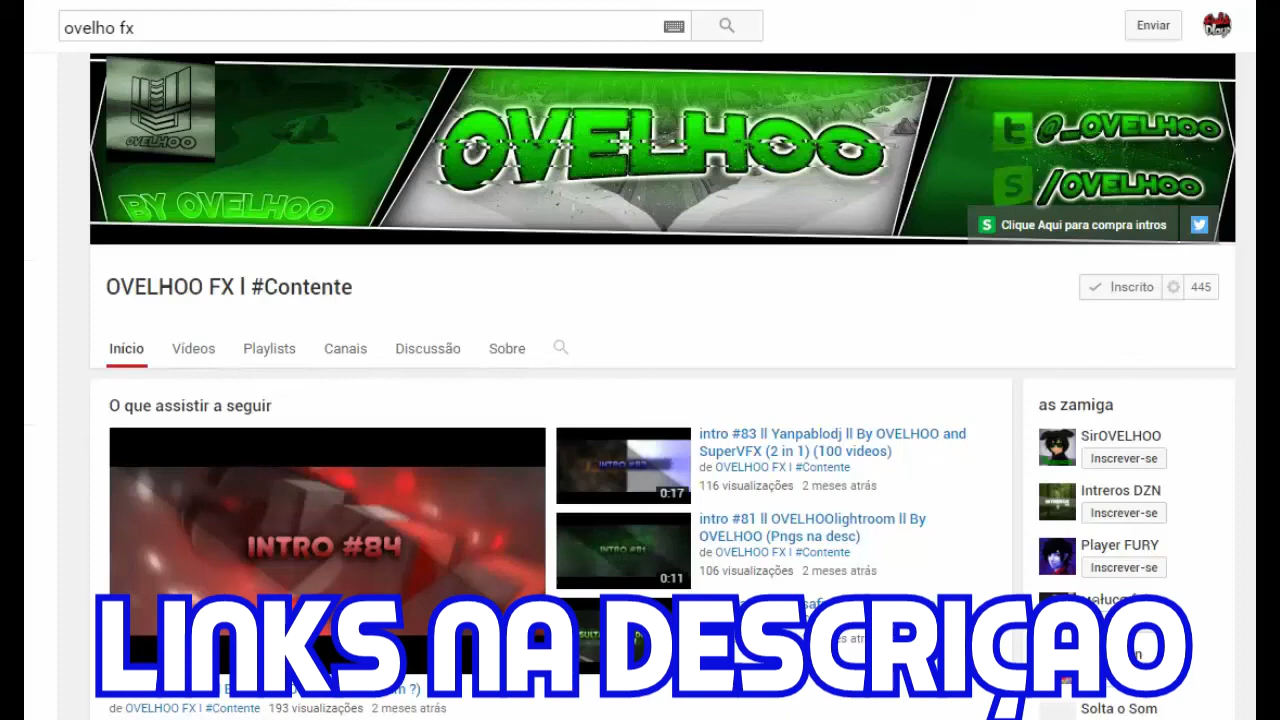 ovelho fx
Enviar
OVELHOO
BY OVELHOO
OVELHOO
@_OVELHOO
/OVELHOO
Clique Aqui para compra intros
OVELHOO FX l #Contente
Inscrito
445
Início
Vídeos
Playlists
Canais
Discussão
Sobre
O que assistir a seguir
INTRO #84
intro #83 ll Yanpablodj ll By OVELHOO and
SuperVFX (2 in 1) (100 videos)
de OVELHOO FX l #Contente
116 visualizações 2 meses atrás
0:17
intro #81 ll OVELHOOlightroom ll By
OVELHOO (Pngs na desc)
de OVELHOO FX l #Contente
106 visualizações 2 meses atrás
INTRO #81
0:11
as zamiga
SirOVELHOO
Inscrever-se
Intreros DZN
Inscrever-se
Player FURY
Inscrever-se
LINKS NA DESCRIÇAO
?)
de OVELHOO FX l #Contente 193 visualizações 2 meses atrás
Solta o Som